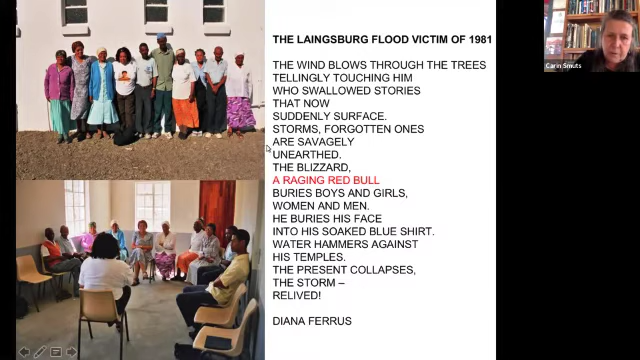 THE LAINGSBURG FLOOD VICTIM OF 1981
THE WIND BLOWS THROUGH THE TREES
TELLINGLY TOUCHING HIM
WHO SWALLOWED STORIES
THAT NOW
SUDDENLY SURFACE.
STORMS, FORGOTTEN ONES
ARE SAVAGELY
UNEARTHED.
THE BLIZZARD,
A RAGING RED BULL
BURIES BOYS AND GIRLS,
WOMEN AND MEN.
HE BURIES HIS FACE
INTO HIS SOAKED BLUE SHIRT.
WATER HAMMERS AGAINST
HIS TEMPLES.
THE PRESENT COLLAPSES,
THE STORM –
RELIVED!
DIANA FERRUS
Carin Smuts